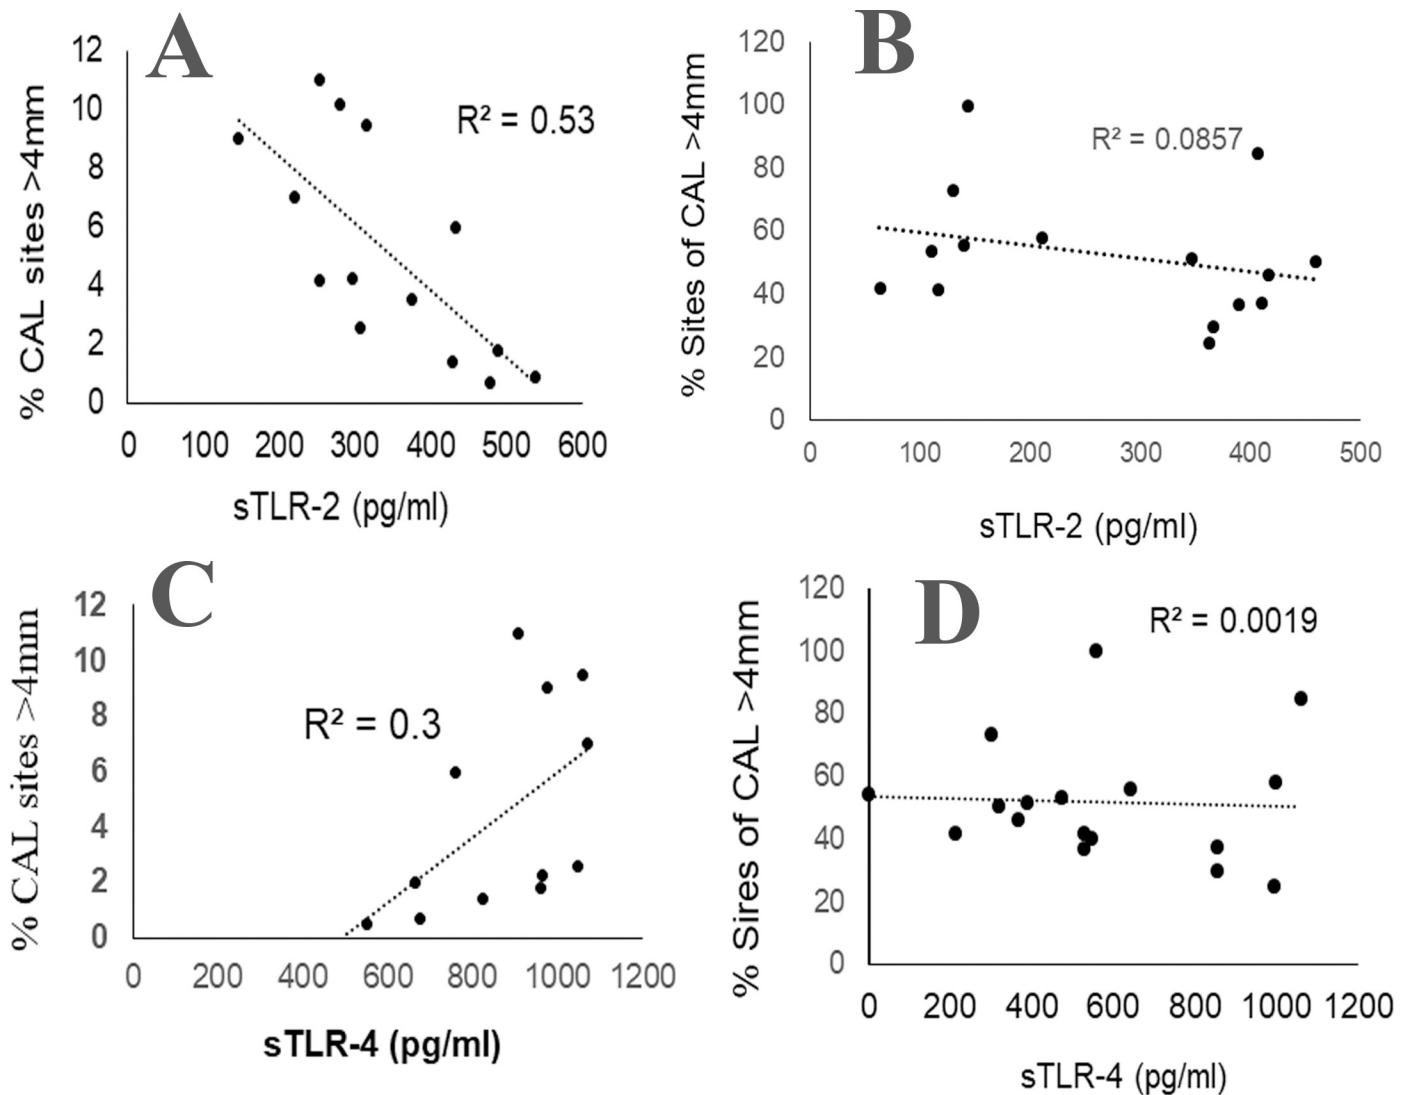 A
R² = 0.53
% CAL sites >4mm
12
10
8
6
4
2
0
0 100 200 300 400 500 600
sTLR-2 (pg/ml)
B
R² = 0.0857
% Sites of CAL >4mm
120
100
80
60
40
20
0
0 100 200 300 400 500
sTLR-2 (pg/ml)
C
R² = 0.3
% CAL sites >4mm
12
10
8
6
4
2
0
0 200 400 600 800 1000 1200
sTLR-4 (pg/ml)
D
R² = 0.0019
% Sires of CAL >4mm
120
100
80
60
40
20
0
0 200 400 600 800 1000 1200
sTLR-4 (pg/ml)